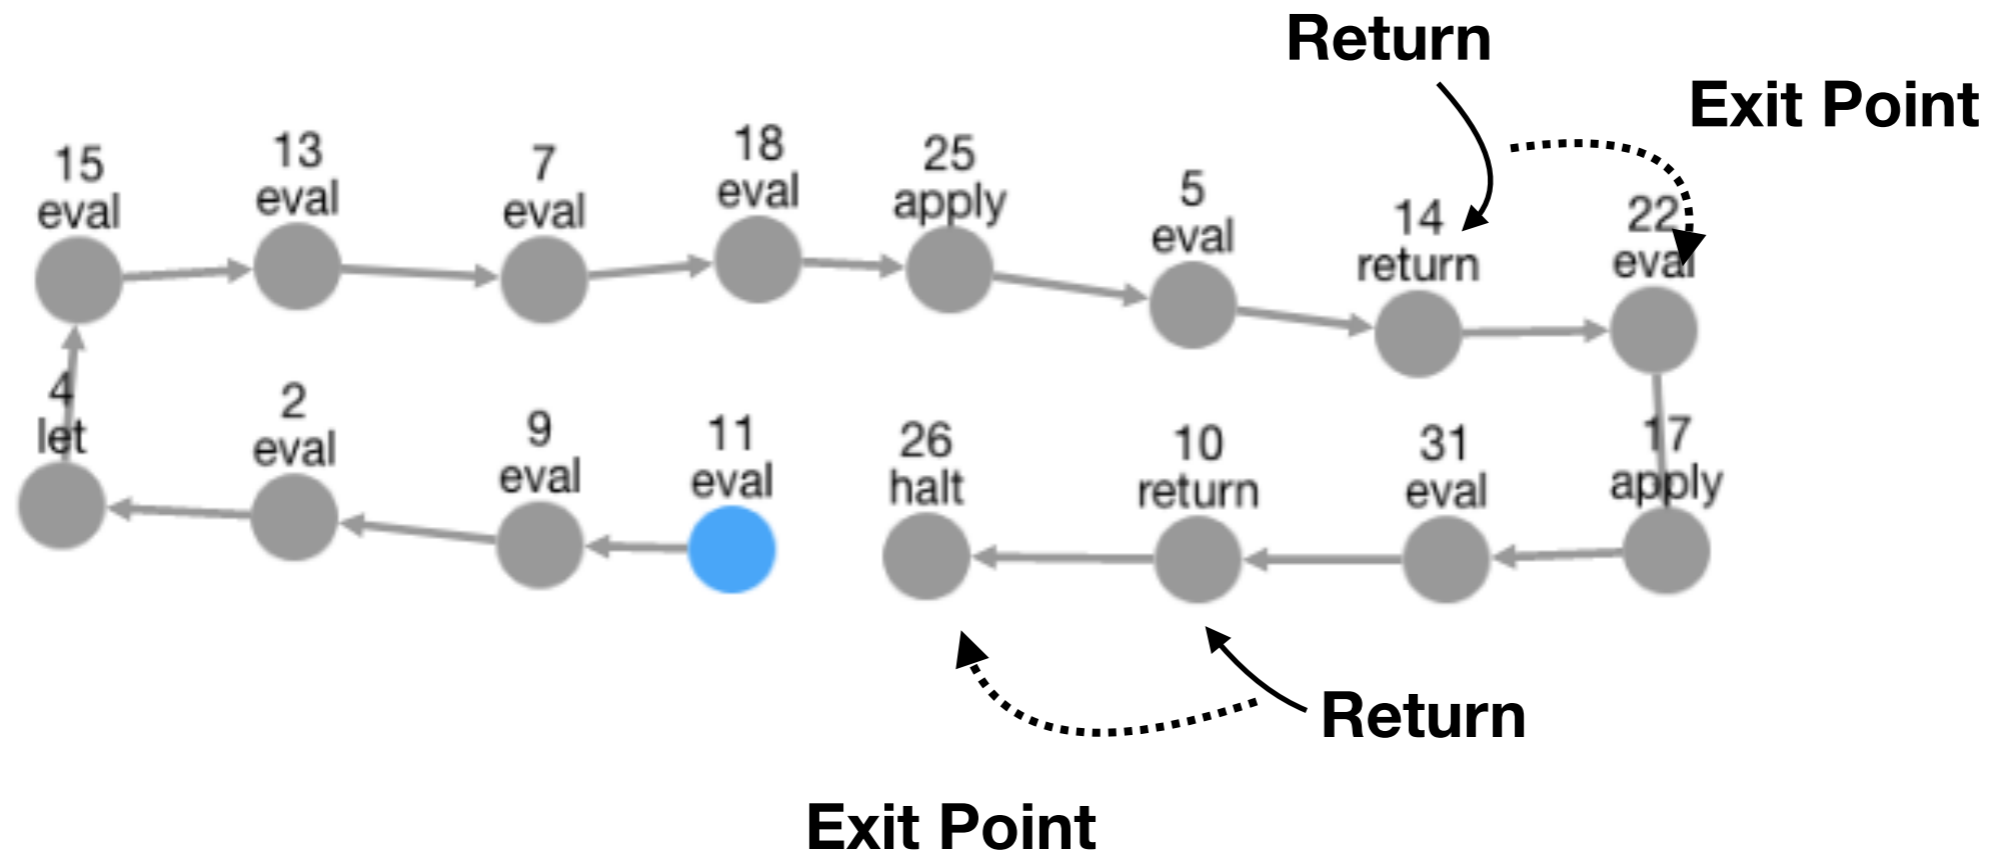 Return
Exit Point
15
eval
13
eval
7
eval
18
eval
25
apply
5
eval
14
return
22
eval
4
let
2
eval
9
eval
11
eval
26
halt
10
return
31
eval
17
apply
Return
Exit Point